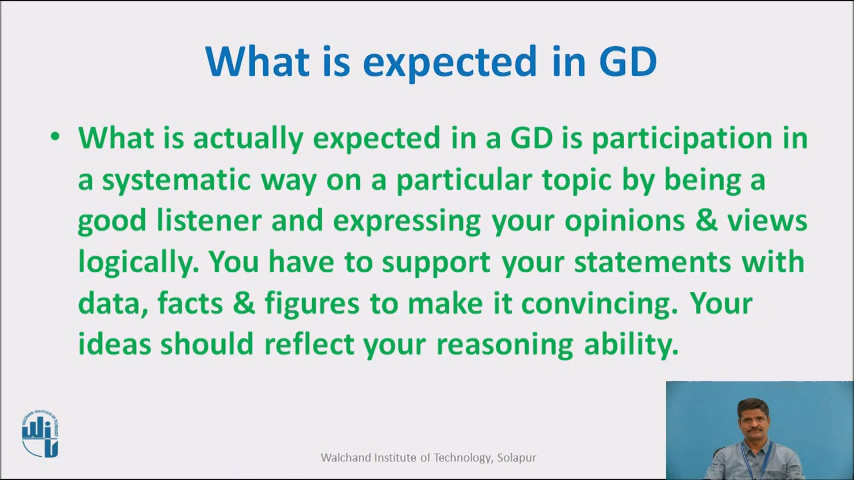 What is expected in GD
• What is actually expected in a GD is participation in
a systematic way on a particular topic by being a
good listener and expressing your opinions & views
logically. You have to support your statements with
data, facts & figures to make it convincing. Your
ideas should reflect your reasoning ability.
Walchand Institute of Technology, Solapur